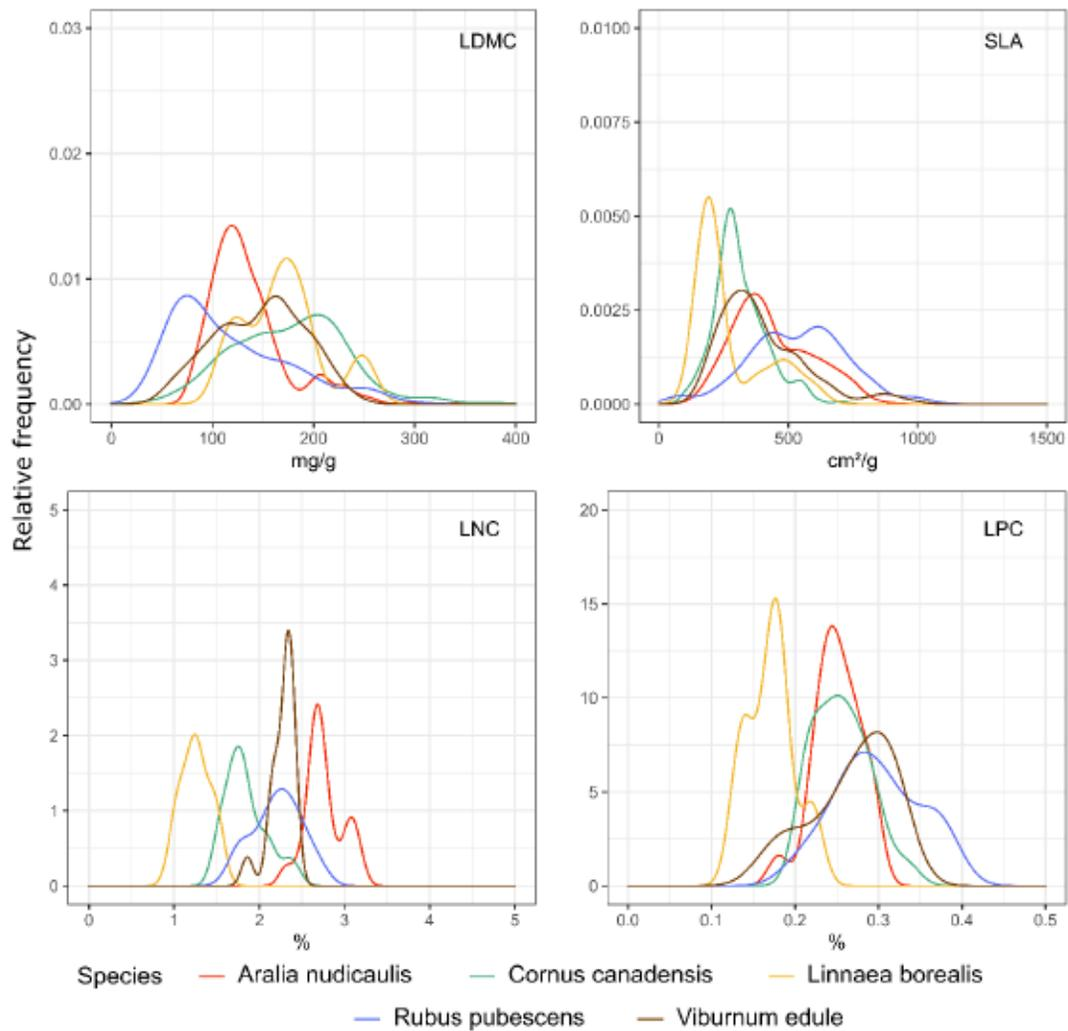 0.03
LDMC
0.02
0.01
0.00
0 100 200 300 400
mg/g
0.0100
SLA
0.0075
0.0050
0.0025
0.0000
0 500 1000 1500
cm²/g
Relative frequency
5
LNC
4
3
2
1
0
0 1 2 3 4 5
%
20
LPC
15
10
5
0
0.0 0.1 0.2 0.3 0.4 0.5
%
Species Aralia nudicaulis Cornus canadensis Linnaea borealis
Rubus pubescens Viburnum edule